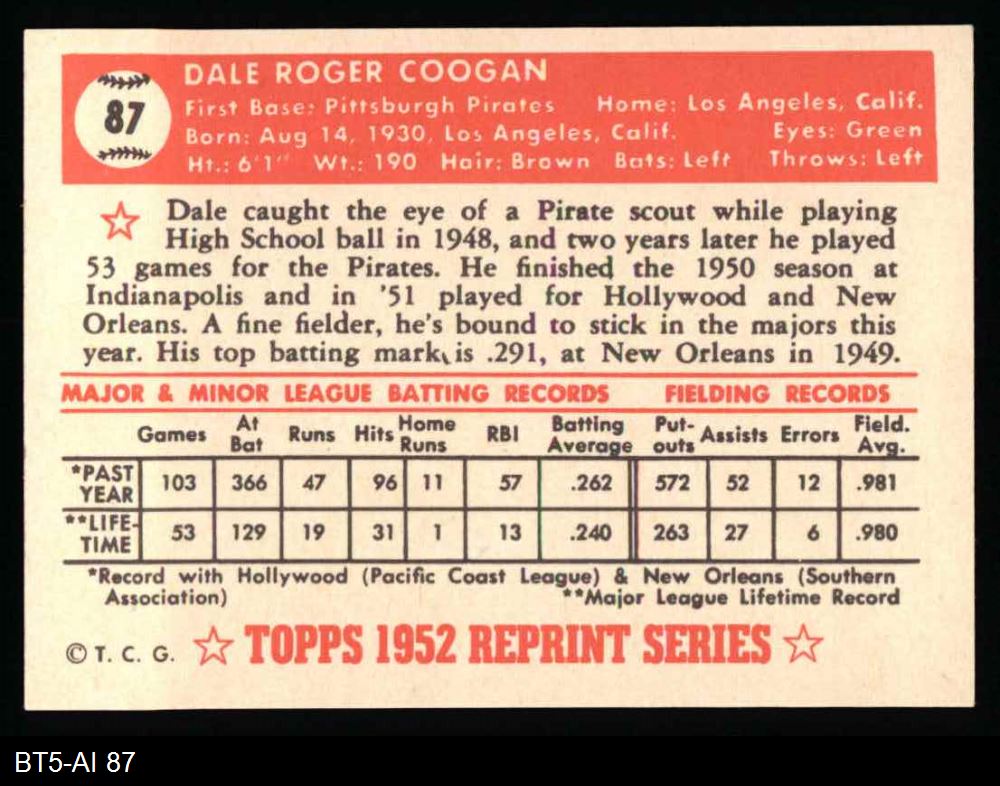 87
DALE ROGER COOGAN
First Base: Pittsburgh Pirates Home: Los Angeles, Calif.
Born: Aug 14, 1930, Los Angeles, Calif. Eyes: Green
Ht.: 6'1" Wt.: 190 Hair: Brown Bats: Left Throws: Left
Dale caught the eye of a Pirate scout while playing
High School ball in 1948, and two years later he played
53 games for the Pirates. He finished the 1950 season at
Indianapolis and in '51 played for Hollywood and New
Orleans. A fine fielder, he's bound to stick in the majors this
year. His top batting mark is .291, at New Orleans in 1949.
MAJOR & MINOR LEAGUE BATTING RECORDS FIELDING RECORDS
Games At Bat Runs Hits Home Runs RBI Batting Average Put-outs Assists Errors Field. Avg.
*PAST YEAR 103 366 47 96 11 57 .262 572 52 12 .981
**LIFE-TIME 53 129 19 31 1 13 .240 263 27 6 .980
*Record with Hollywood (Pacific Coast League) & New Orleans (Southern
Association) **Major League Lifetime Record
© T. C. G. ☆ TOPPS 1952 REPRINT SERIES ☆
BT5-AI 87